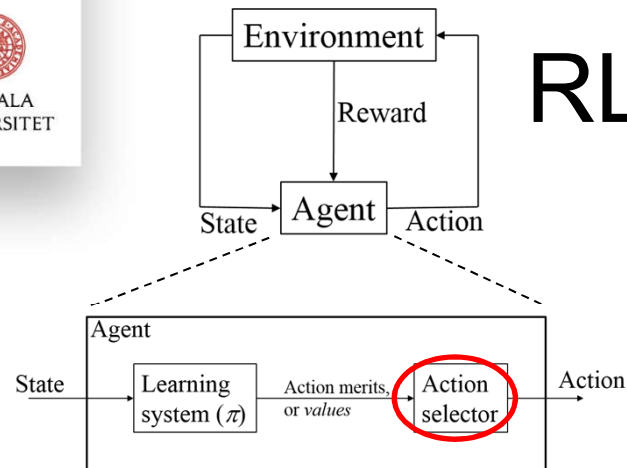 ALA
RSITET
RL
Environment
Reward
State
Agent
Action
Agent
State
Learning
system (π)
Action merits,
or values
Action
selector
Action